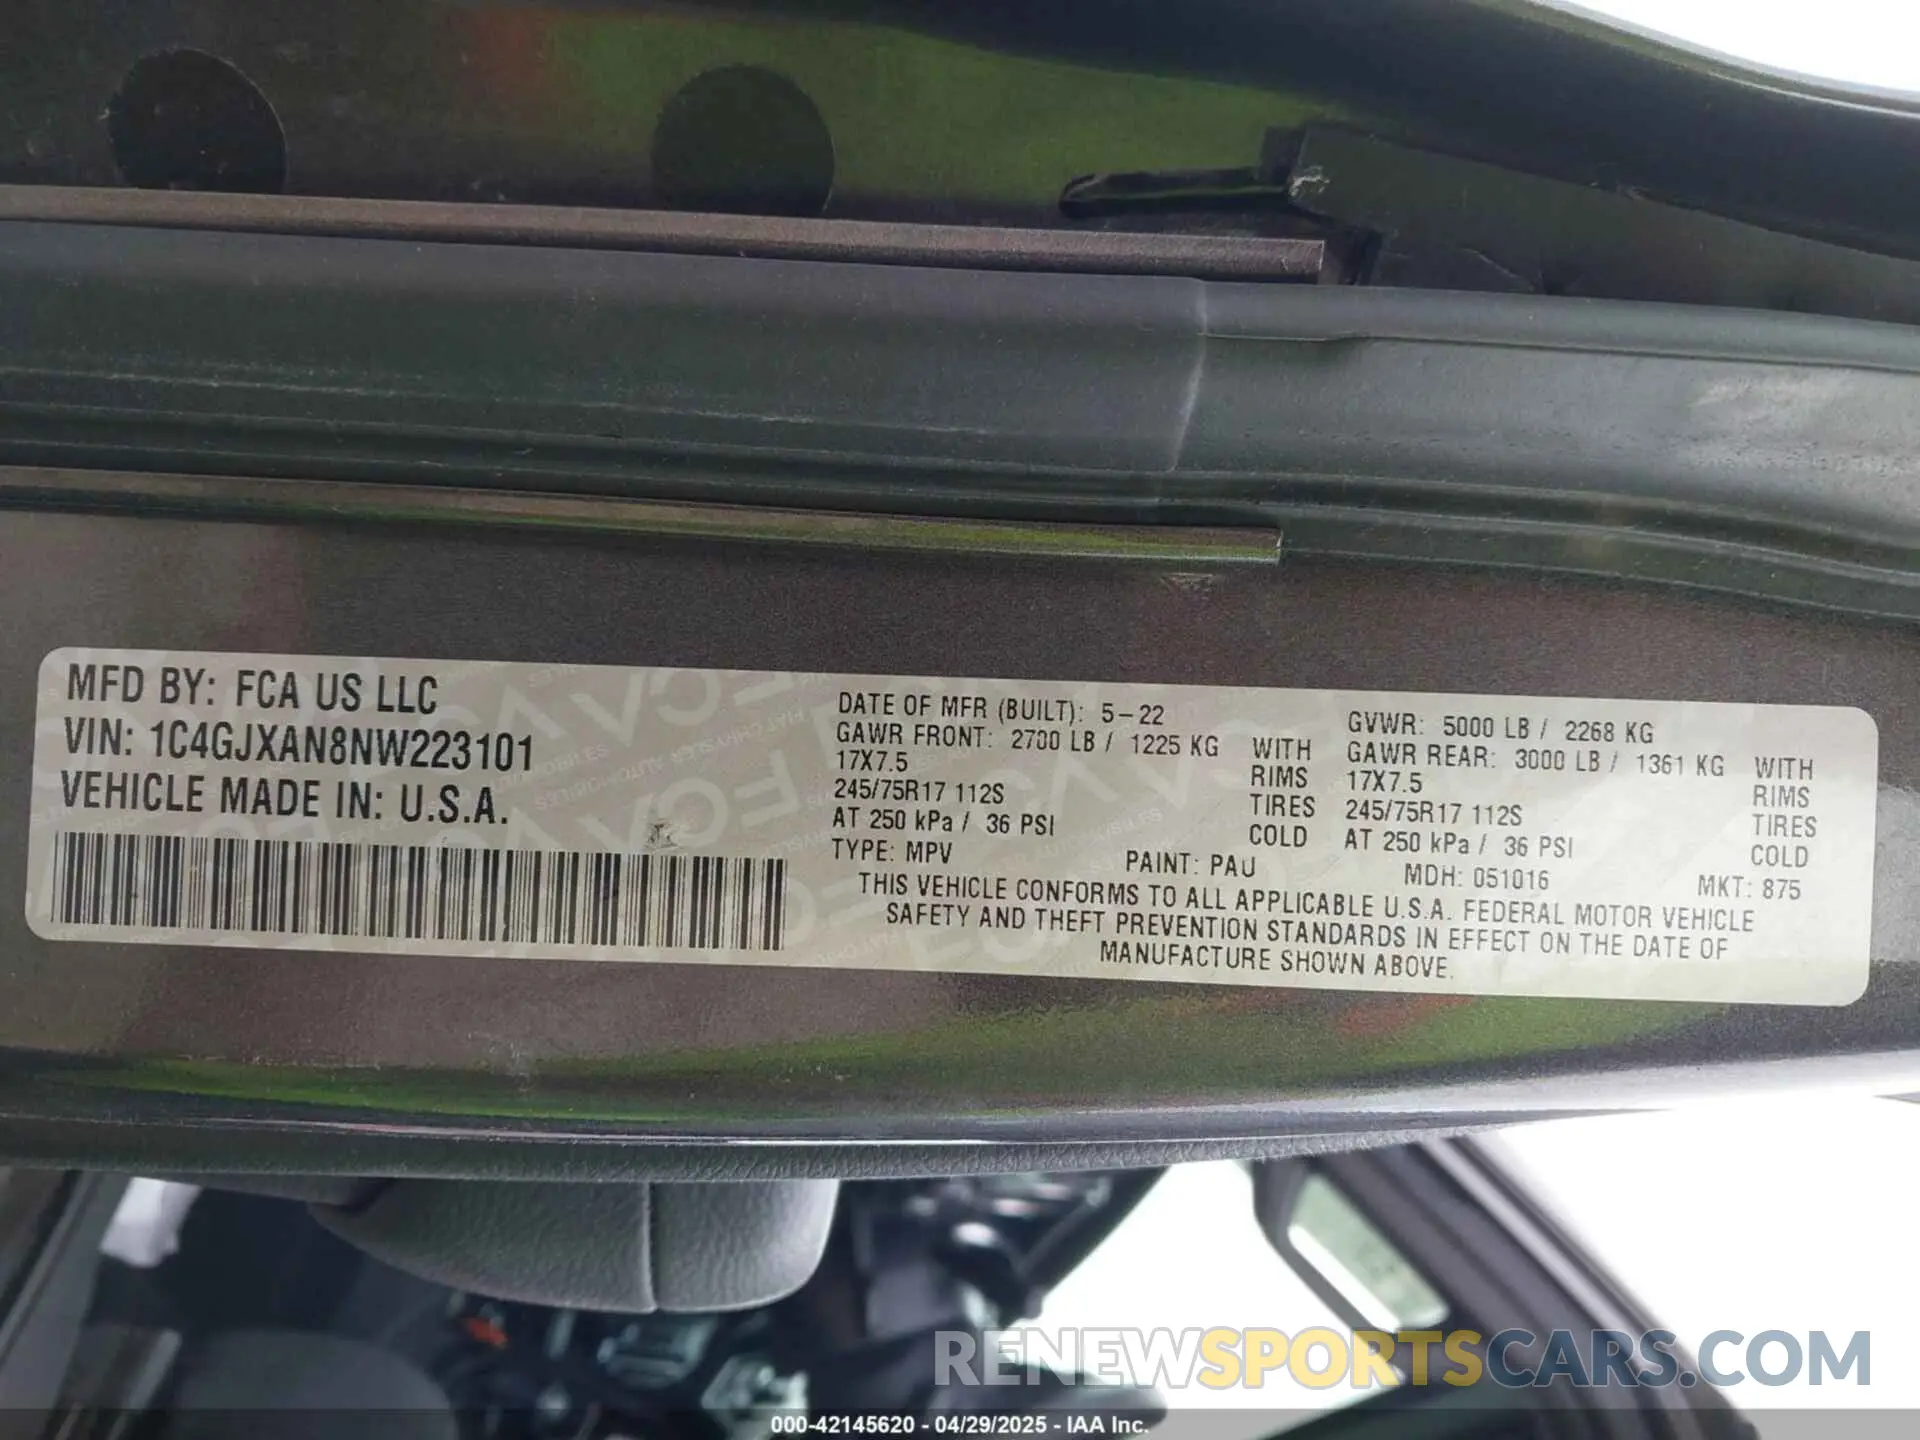 MFD BY: FCA US LLC
VIN: 1C4GJXAN8NW223101
VEHICLE MADE IN: U.S.A.
DATE OF MFR (BUILT): 5-22
GAWR FRONT: 2700 LB / 1225 KG WITH
17X7.5 RIMS
245/75R17 112S TIRES
AT 250 kPa / 36 PSI COLD
GVWR: 5000 LB / 2268 KG
GAWR REAR: 3000 LB / 1361 KG WITH
17X7.5 RIMS
245/75R17 112S TIRES
AT 250 kPa / 36 PSI COLD
TYPE: MPV PAINT: PAU MDH: 051016 MKT: 875
THIS VEHICLE CONFORMS TO ALL APPLICABLE U.S.A. FEDERAL MOTOR VEHICLE
SAFETY AND THEFT PREVENTION STANDARDS IN EFFECT ON THE DATE OF
MANUFACTURE SHOWN ABOVE.
RENEWSPORTSCARS.COM
000-42145620 - 04/29/2025 - IAA Inc.